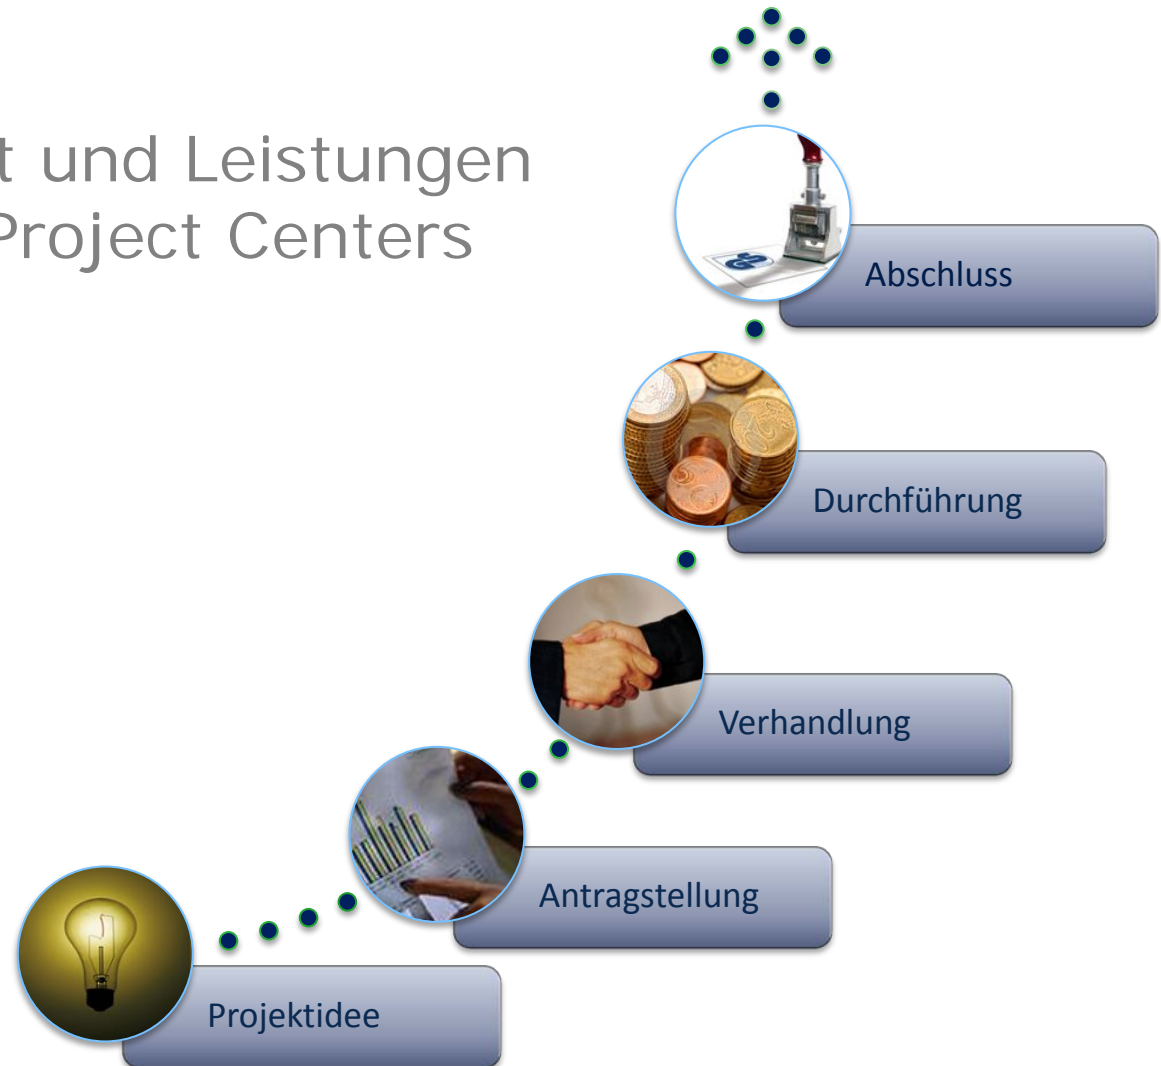 t und Leistungen
Project Centers
Abschluss
Durchführung
Verhandlung
Antragstellung
Projektidee